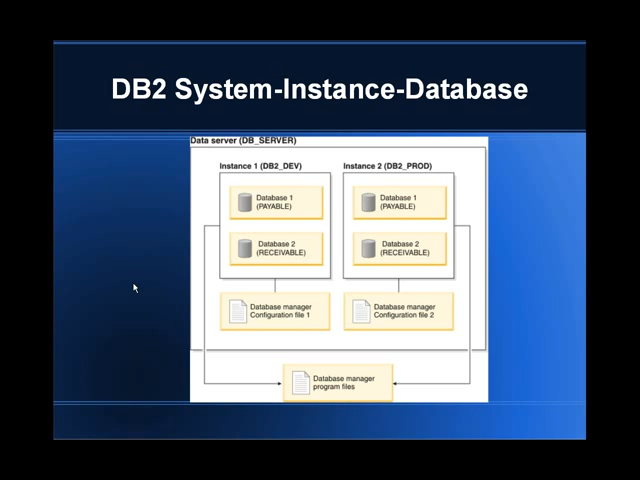 DB2 System-Instance-Database
Data server (DB_SERVER)
Instance 1 (DB2_DEV)
Database 1
(PAYABLE)
Database 2
(RECEIVABLE)
Database manager
Configuration file 1
Instance 2 (DB2_PROD)
Database 1
(PAYABLE)
Database 2
(RECEIVABLE)
Database manager
Configuration file 2
Database manager
program files